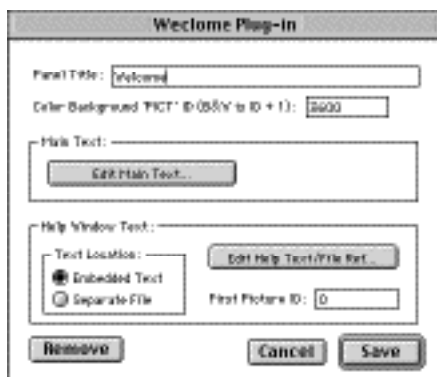 Weclome Plug-in
Panel Title: Welcome
Color Background 'PICT' ID (B&W is ID + 1): 3600
Main Text:
Edit Main Text...
Help Window Text:
Text Location:
Embedded Text
Separate File
Edit Help Text/File Ref...
First Picture ID: 0
Remove
Cancel
Save